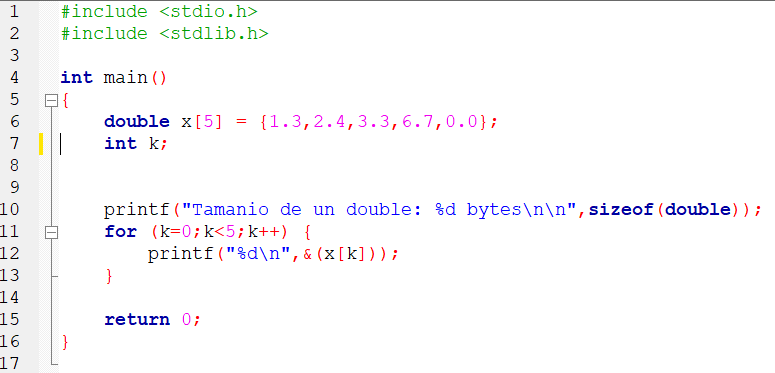 1 #include <stdio.h>
2 #include <stdlib.h>
3
4 int main()
5 {
6     double x[5] = {1.3,2.4,3.3,6.7,0.0};
7     int k;
8
9
10     printf("Tamanio de un double: %d bytes\n\n",sizeof(double));
11     for (k=0;k<5;k++) {
12         printf("%d\n",&(x[k]));
13     }
14
15     return 0;
16 }
17